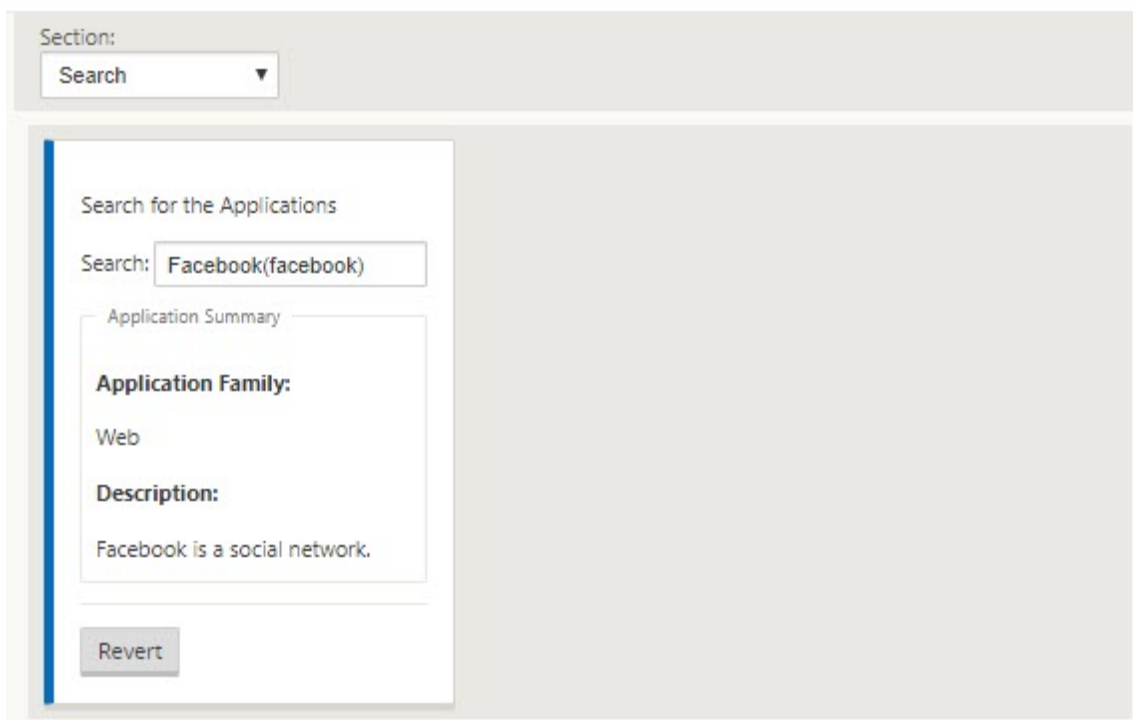 Section:
Search
Search for the Applications
Search: Facebook(facebook)
Application Summary
Application Family:
Web
Description:
Facebook is a social network.
Revert